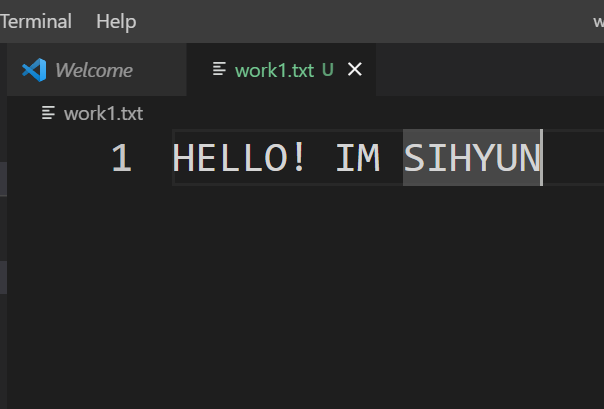 Terminal Help w
Welcome work1.txt U
work1.txt
1 HELLO! IM SIHYUN